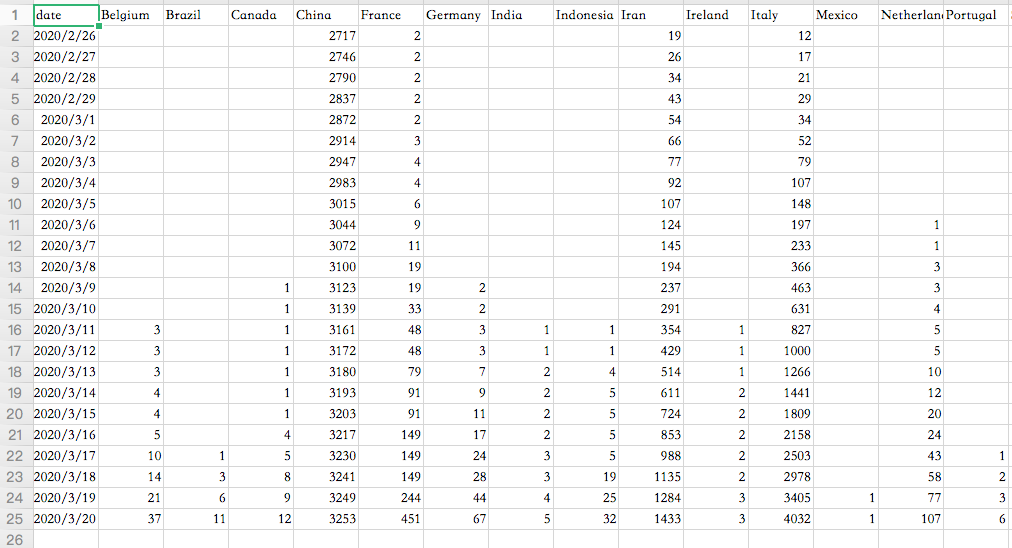 1 date Belgium Brazil Canada China France Germany India Indonesia Iran Ireland Italy Mexico Netherlan Portugal
2 2020/2/26 2717 2 19 12
3 2020/2/27 2746 2 26 17
4 2020/2/28 2790 2 34 21
5 2020/2/29 2837 2 43 29
6 2020/3/1 2872 2 54 34
7 2020/3/2 2914 3 66 52
8 2020/3/3 2947 4 77 79
9 2020/3/4 2983 4 92 107
10 2020/3/5 3015 6 107 148
11 2020/3/6 3044 9 124 197 1
12 2020/3/7 3072 11 145 233 1
13 2020/3/8 3100 19 194 366 3
14 2020/3/9 1 3123 19 2 237 463 3
15 2020/3/10 1 3139 33 2 291 631 4
16 2020/3/11 3 1 3161 48 3 1 1 354 1 827 5
17 2020/3/12 3 1 3172 48 3 1 1 429 1 1000 5
18 2020/3/13 3 1 3180 79 7 2 4 514 1 1266 10
19 2020/3/14 4 1 3193 91 9 2 5 611 2 1441 12
20 2020/3/15 4 1 3203 91 11 2 5 724 2 1809 20
21 2020/3/16 5 4 3217 149 17 2 5 853 2 2158 24
22 2020/3/17 10 1 5 3230 149 24 3 5 988 2 2503 43 1
23 2020/3/18 14 3 8 3241 149 28 3 19 1135 2 2978 58 2
24 2020/3/19 21 6 9 3249 244 44 4 25 1284 3 3405 1 77 3
25 2020/3/20 37 11 12 3253 451 67 5 32 1433 3 4032 1 107 6
26